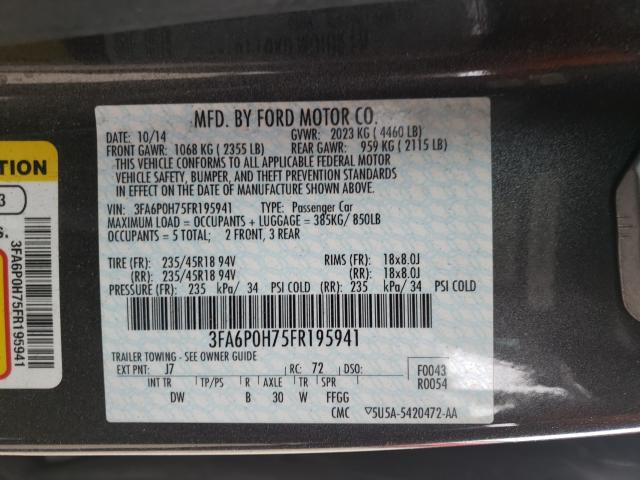 MFD. BY FORD MOTOR CO.
DATE: 10/14 GVWR: 2023 KG ( 4460 LB)
FRONT GAWR: 1068 KG ( 2355 LB) REAR GAWR: 959 KG ( 2115 LB)
THIS VEHICLE CONFORMS TO ALL APPLICABLE FEDERAL MOTOR
VEHICLE SAFETY, BUMPER, AND THEFT PREVENTION STANDARDS
IN EFFECT ON THE DATE OF MANUFACTURE SHOWN ABOVE.
VIN: 3FA6P0H75FR195941 TYPE: Passenger Car
MAXIMUM LOAD = OCCUPANTS + LUGGAGE = 385KG/ 850LB
OCCUPANTS = 5 TOTAL; 2 FRONT, 3 REAR
TIRE (FR): 235/45R18 94V RIMS (FR): 18x8.0J
(RR): 235/45R18 94V (RR): 18x8.0J
PRESSURE (FR): 235 kPa/ 34 PSI COLD (RR): 235 kPa/ 34 PSI COLD
3FA6P0H75FR195941
TRAILER TOWING - SEE OWNER GUIDE
EXT PNT: J7 RC: 72 DSO: F0043
R0054
INT TR TP/PS R AXLE TR SPR
DW B 30 W FFGG
CMC ▽5U5A-5420472-AA
3
3FA6P0H75FR195941